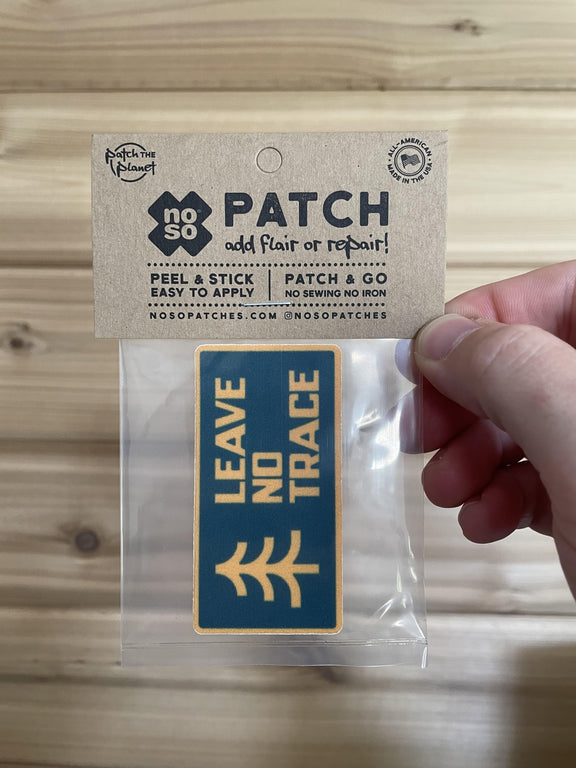 Patch THE
Planet
ALL-AMERICAN
MADE IN THE USA
no
so
PATCH
add flair or repair!
PEEL & STICK
EASY TO APPLY
PATCH & GO
NO SEWING NO IRON
NOSOPATCHES.COM @NOSOPATCHES
LEAVE
NO
TRACE